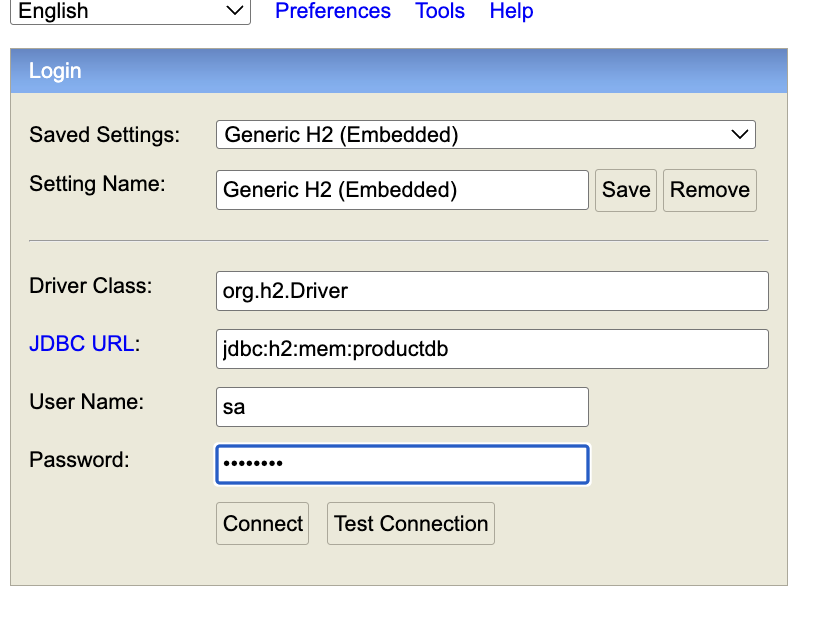 English Preferences Tools Help
Login
Saved Settings: Generic H2 (Embedded)
Setting Name: Generic H2 (Embedded) Save Remove
Driver Class: org.h2.Driver
JDBC URL: jdbc:h2:mem:productdb
User Name: sa
Password: ••••••••
Connect Test Connection